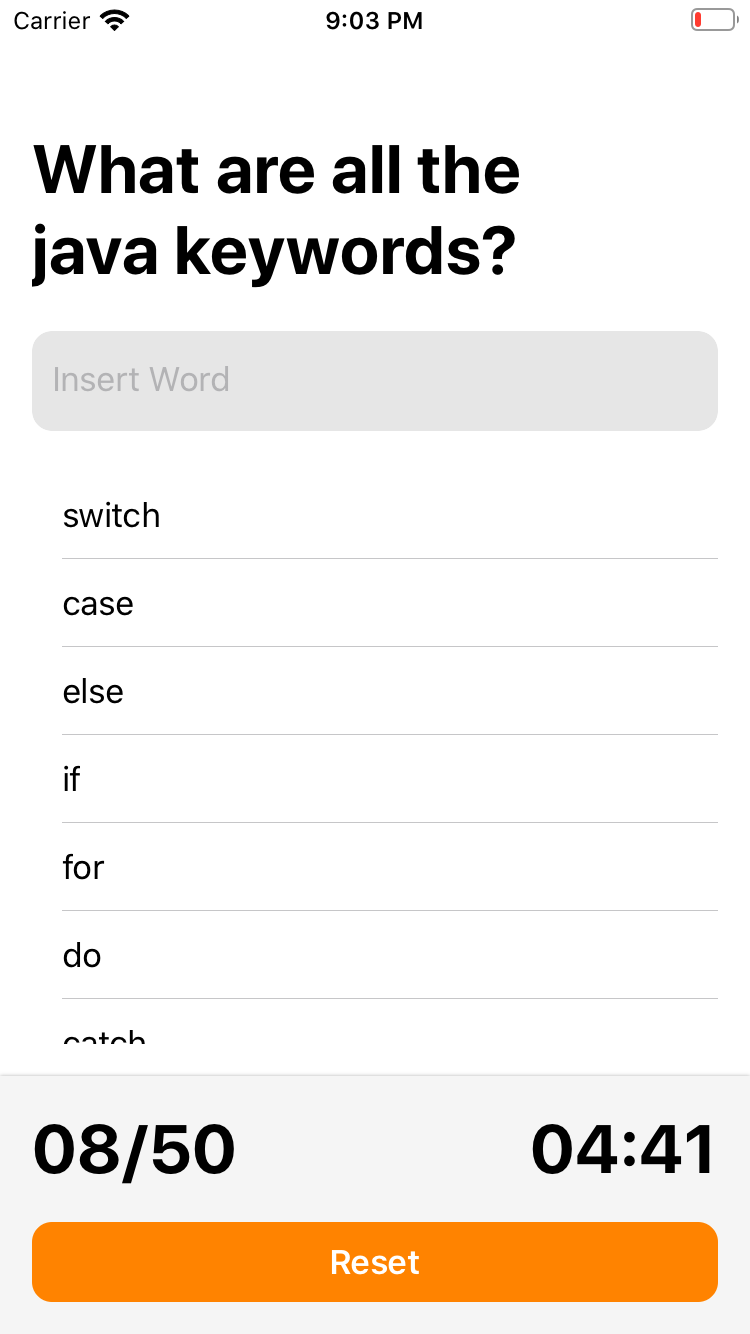 Carrier 9:03 PM
What are all the
java keywords?
Insert Word
switch
case
else
if
for
do
catch
08/50 04:41
Reset